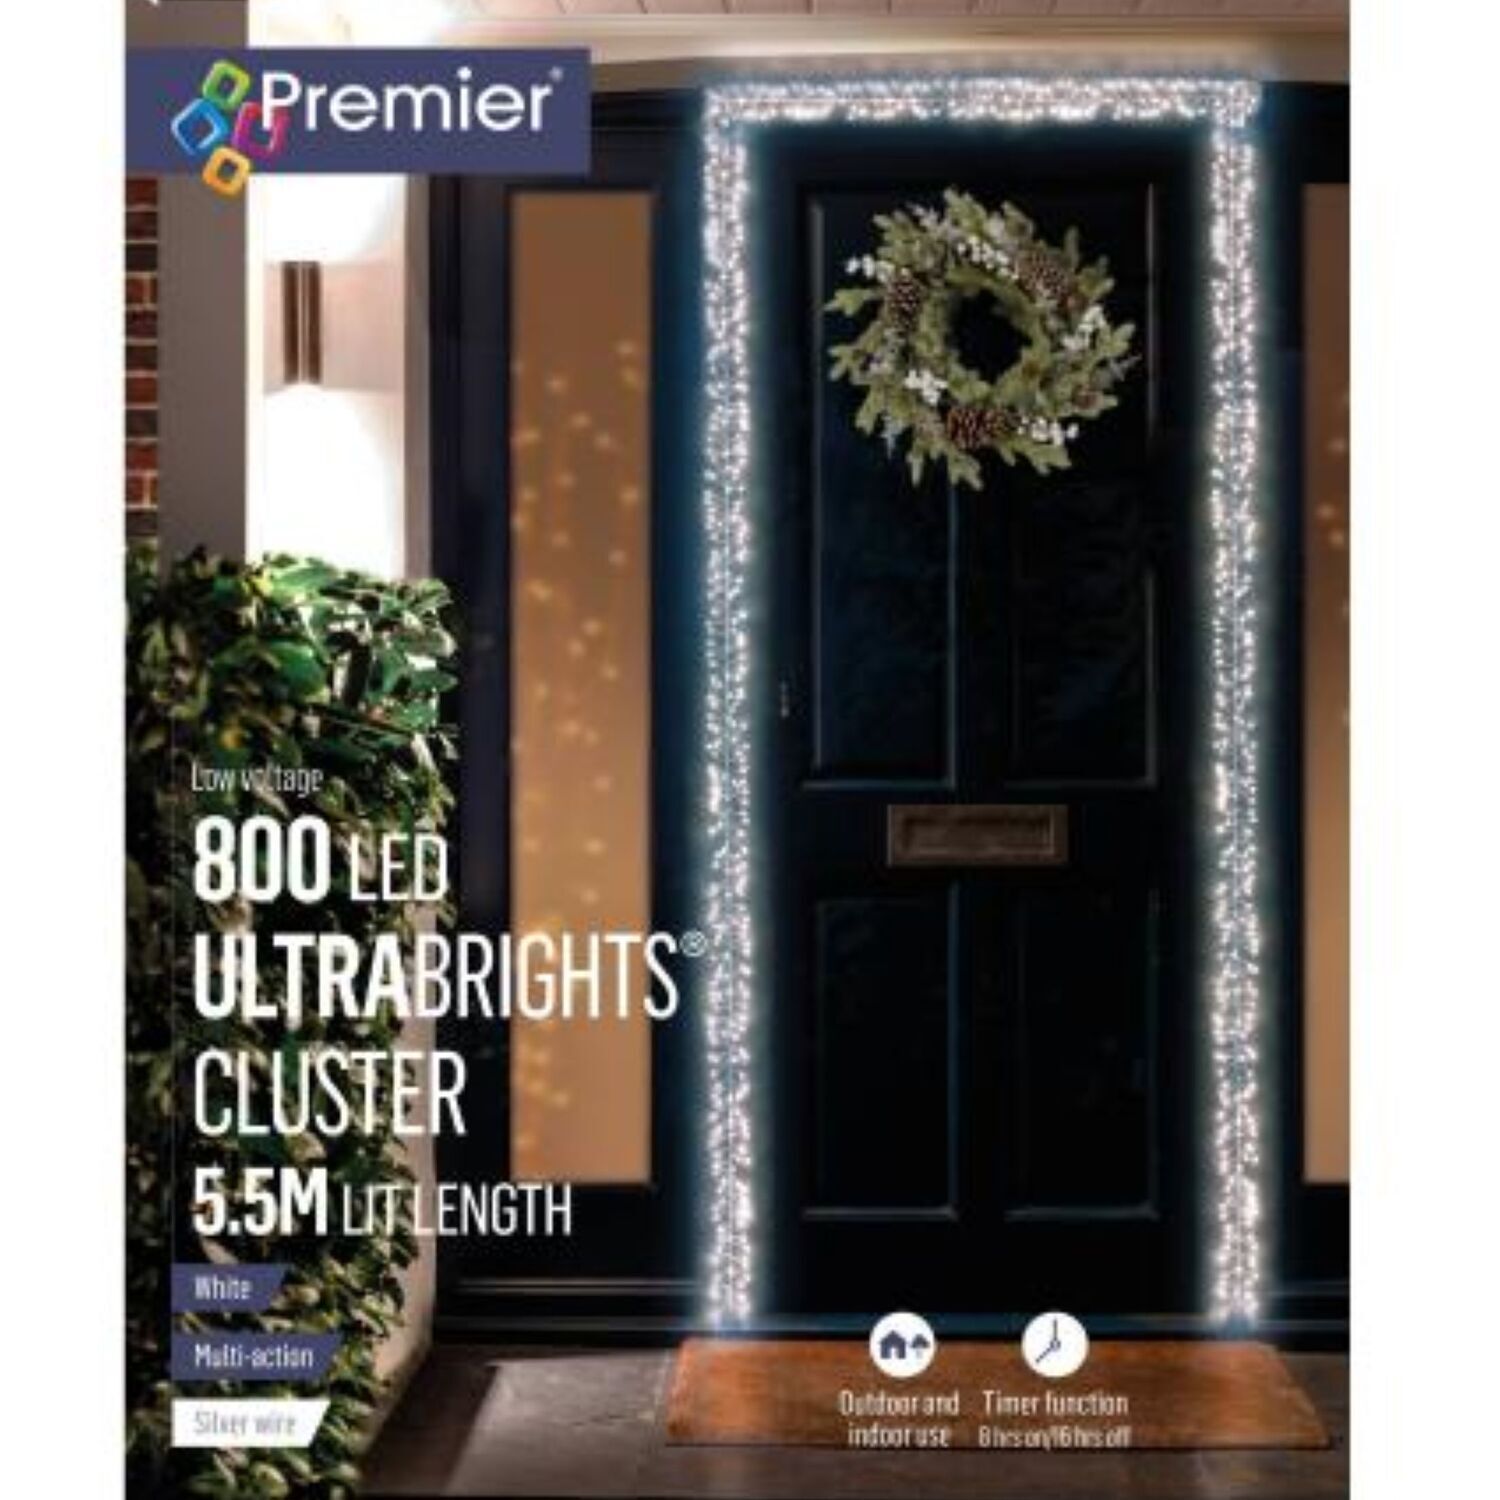 Premier®
Low voltage
800 LED
ULTRABRIGHTS®
CLUSTER
5.5M LIT LENGTH
White
Multi-action
Silver wire
Outdoor and
indoor use
Timer function
8 hrs on/16 hrs off